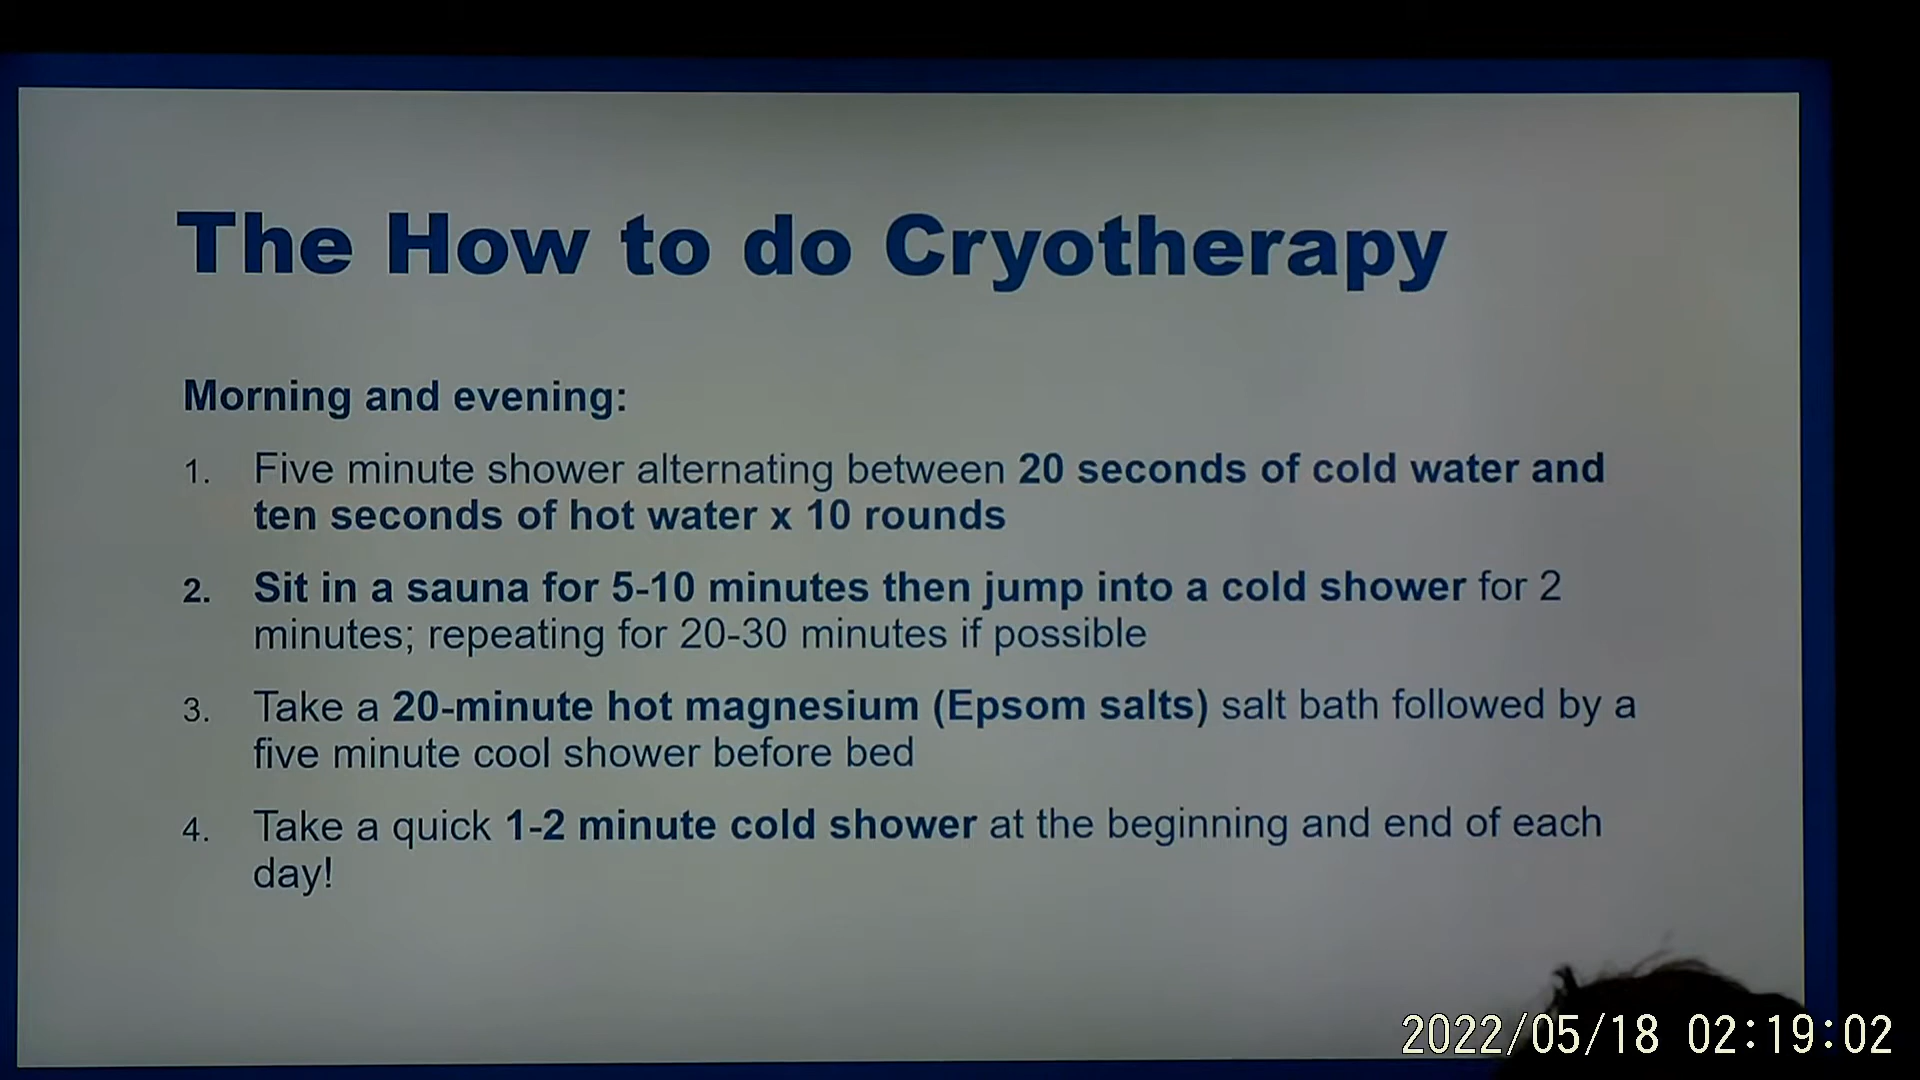 The How to do Cryotherapy
Morning and evening:
1. Five minute shower alternating between 20 seconds of cold water and
ten seconds of hot water x 10 rounds
2. Sit in a sauna for 5-10 minutes then jump into a cold shower for 2
minutes; repeating for 20-30 minutes if possible
3. Take a 20-minute hot magnesium (Epsom salts) salt bath followed by a
five minute cool shower before bed
4. Take a quick 1-2 minute cold shower at the beginning and end of each
day!
2022/05/18 02:19:02